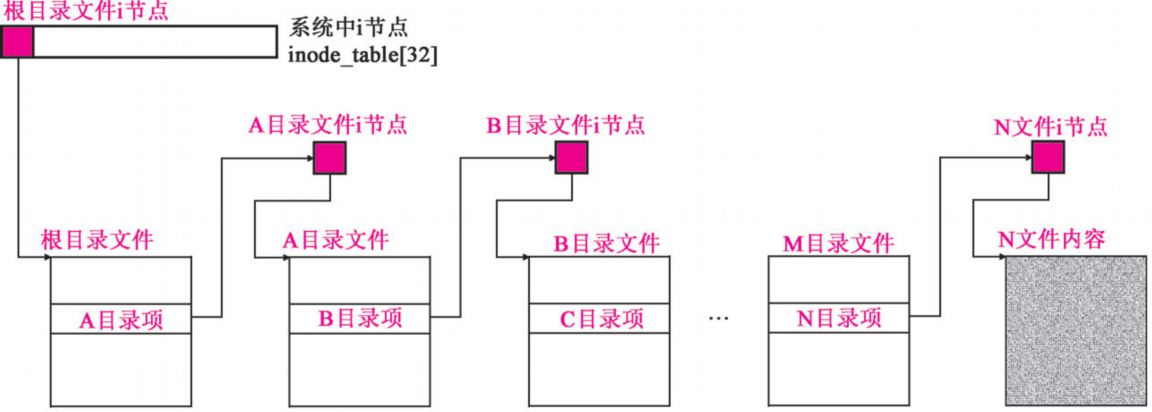 根目录文件i节点
系统中i节点
inode_table[32]
A目录文件i节点
B目录文件i节点
N文件i节点
根目录文件
A目录文件
B目录文件
M目录文件
N文件内容
A目录项
B目录项
C目录项
...
N目录项